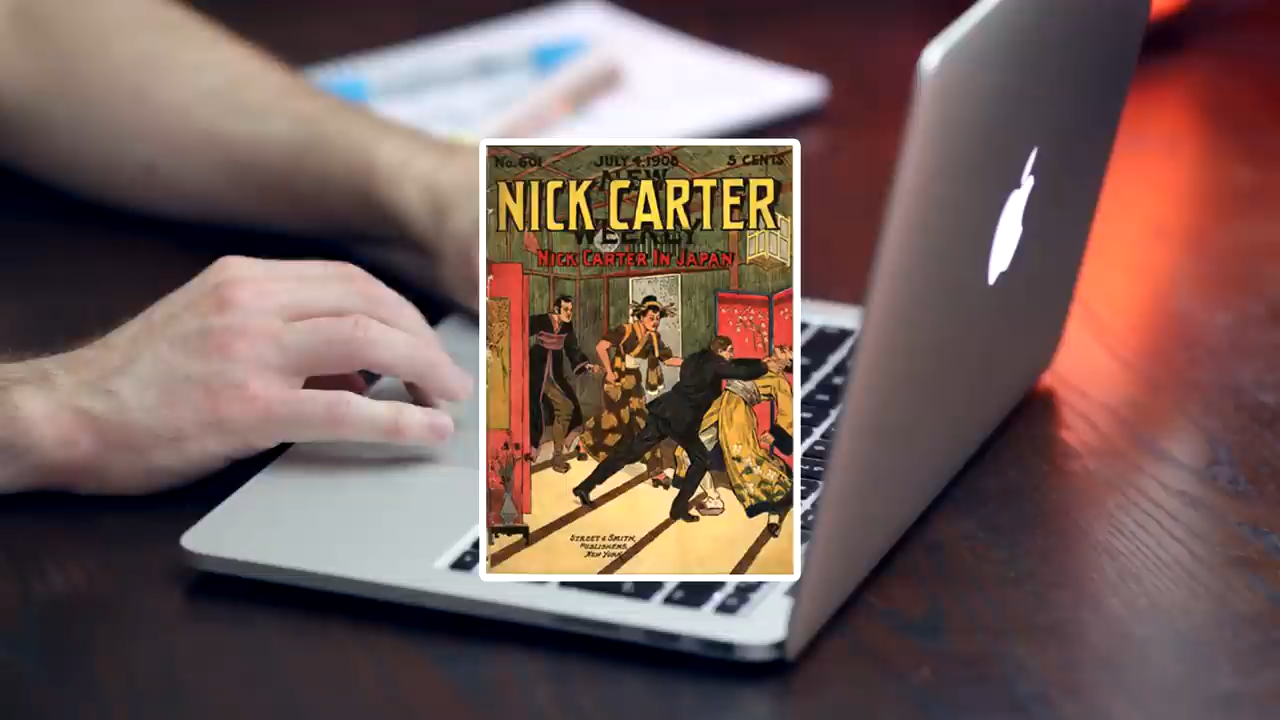 No. 601 JULY 4, 1908 5 CENTS
NEW
NICK CARTER
WEEKLY
NICK CARTER IN JAPAN
STREET & SMITH,
PUBLISHERS,
NEW YORK